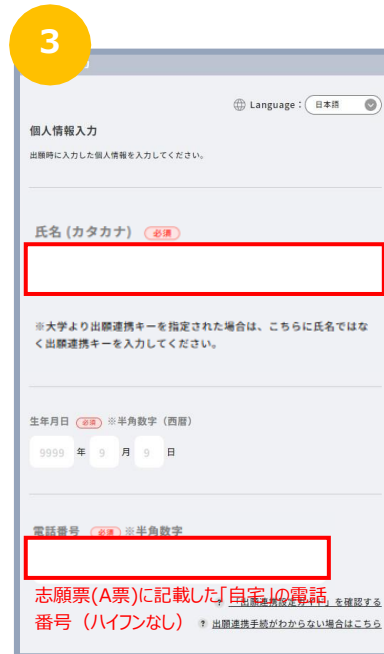 3
Language：
日本語
個人情報入力
出願時に入力した個人情報を入力してください。
氏名 (カタカナ) 必須
※大学より出願連携キーを指定された場合は、こちらに氏名ではな
く出願連携キーを入力してください。
生年月日 必須 ※半角数字（西暦）
9999 年 9 月 9 日
電話番号 必須 ※半角数字
志願票(A票)に記載した「自宅」の電話
番号（ハイフンなし）
を確認する
? 出願連携手続がわからない場合はこちら